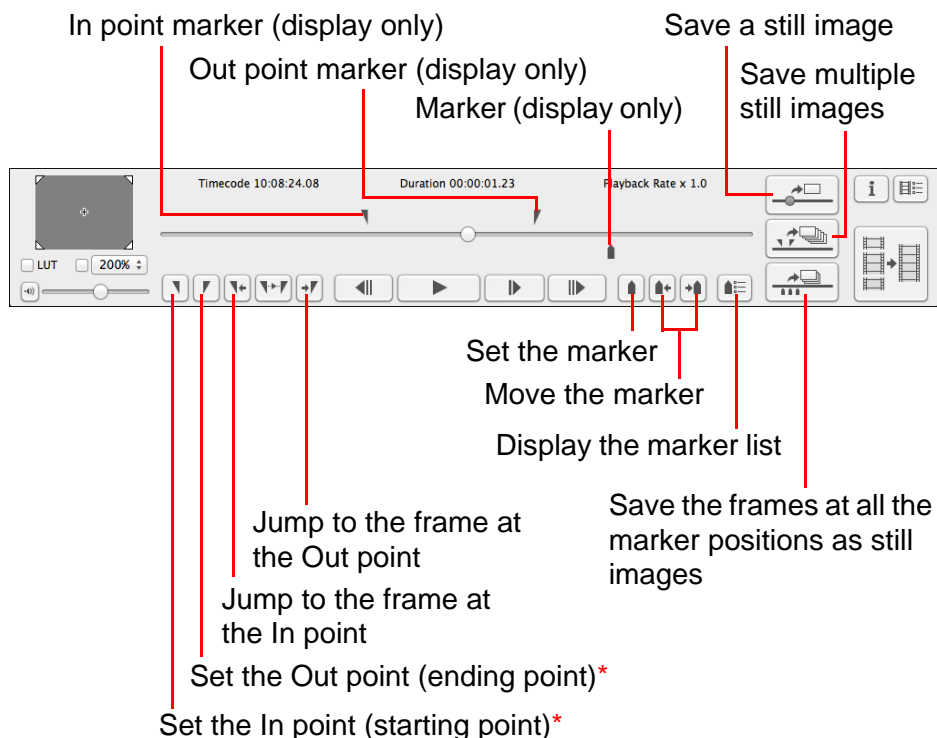 In point marker (display only)
Save a still image
Out point marker (display only)
Save multiple
still images
Marker (display only)
Timecode 10:08:24.08
Duration 00:00:01.23
Playback Rate x 1.0
i
LUT
200%
Set the marker
Move the marker
Display the marker list
Save the frames at all the
marker positions as still
images
Jump to the frame at
the Out point
Jump to the frame at
the In point
Set the Out point (ending point)*
Set the In point (starting point)*